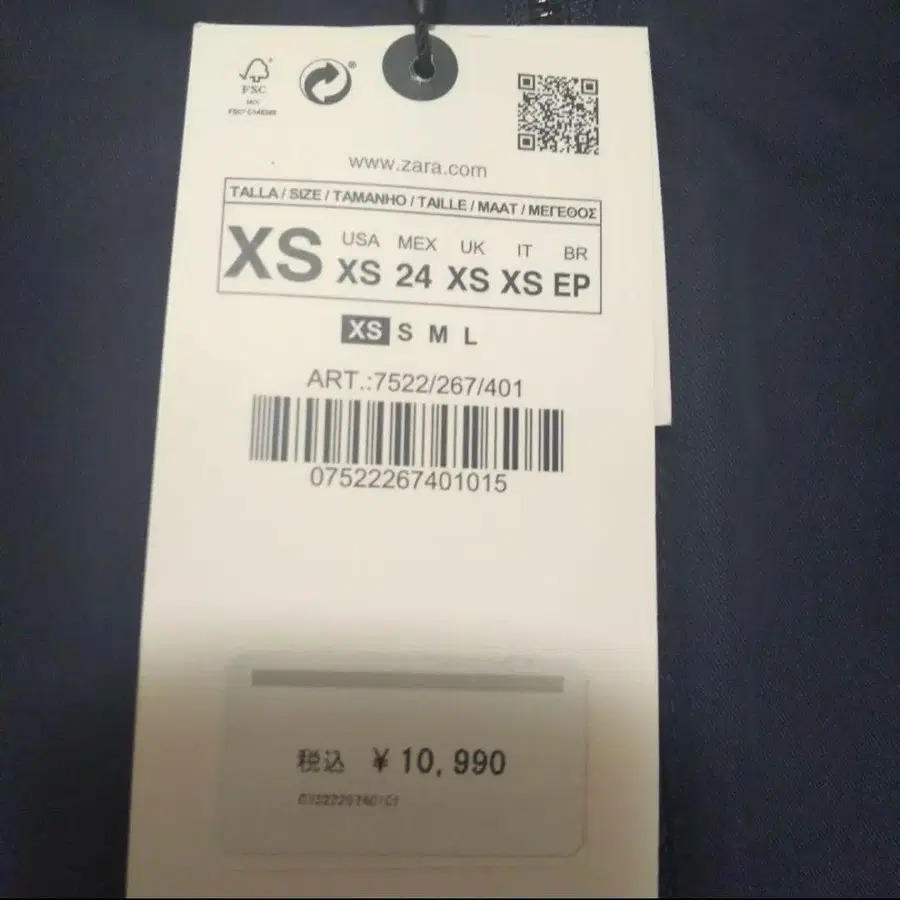 FSC
www.zara.com
TALLA / SIZE / TAMANHO / TAILLE / MAAT / ΜΕΓΕΘΟΣ
XS USA MEX UK IT BR
XS 24 XS XS EP
XS S M L
ART.:7522/267/401
07522267401015
税込 ¥ 10,990